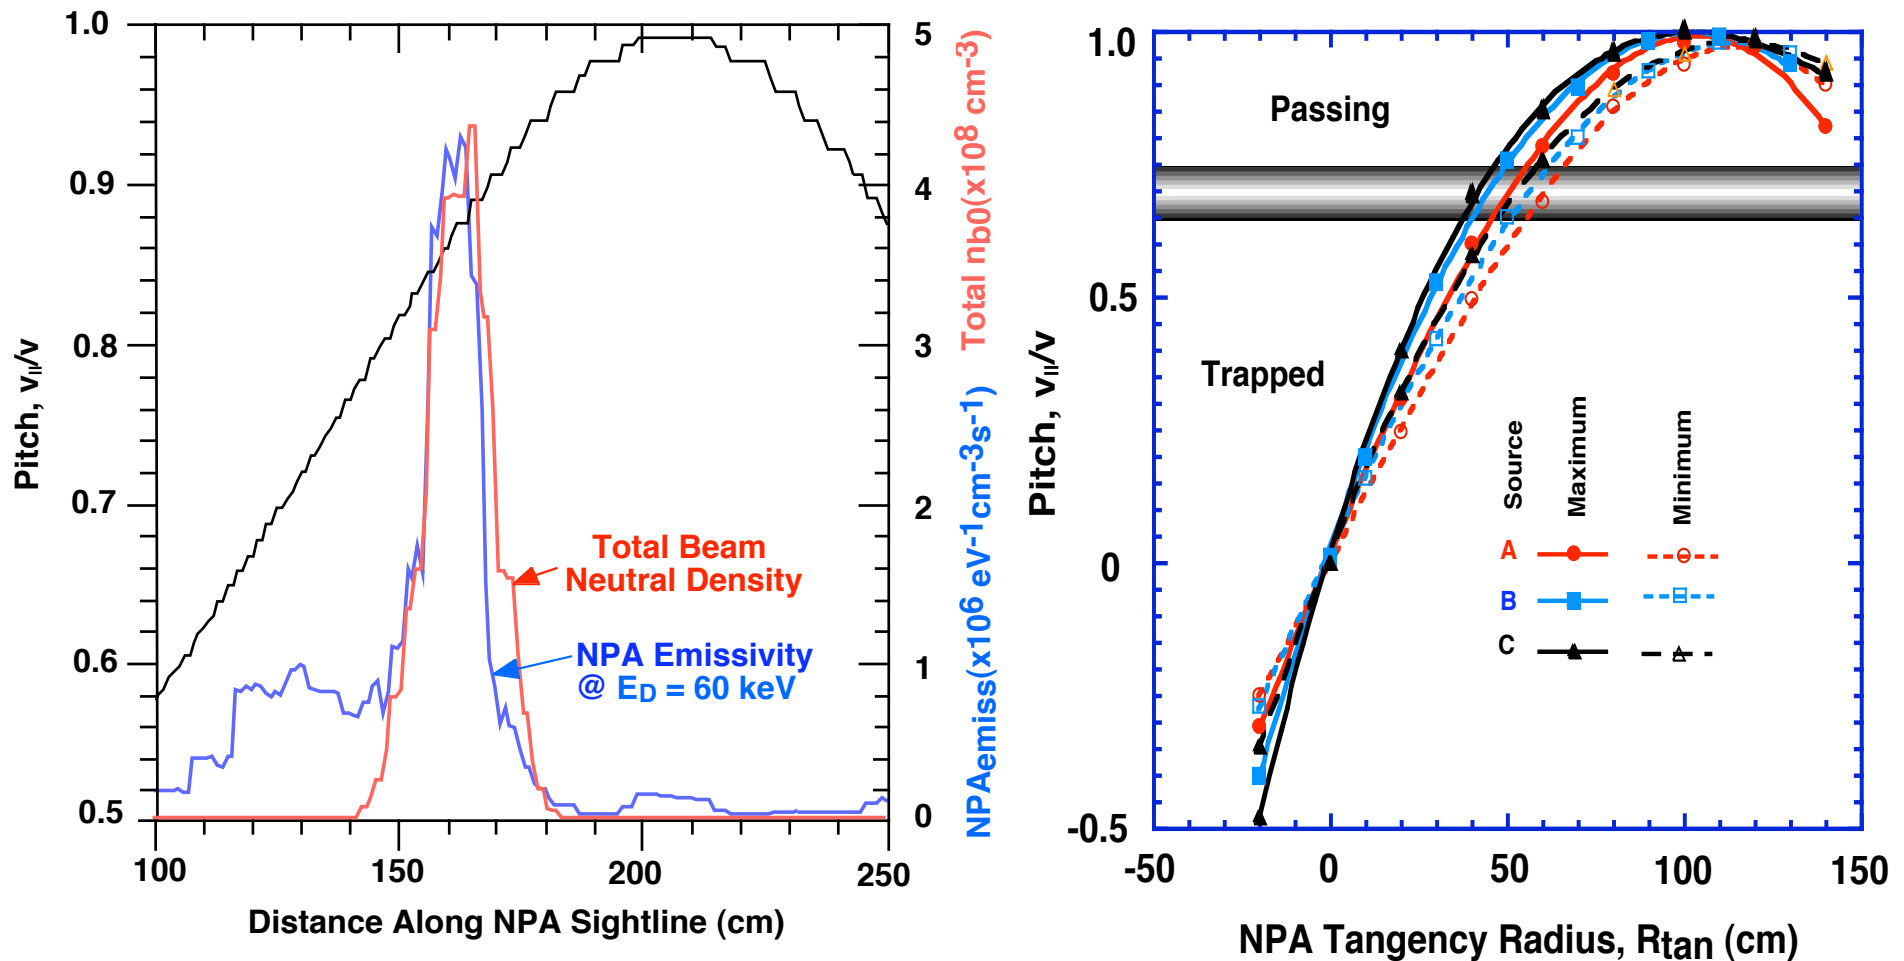 1.0
0.9
0.8
0.7
0.6
0.5
Pitch, v||/v
100
150
200
250
Distance Along NPA Sightline (cm)
5
4
3
2
1
0
NPAemiss(x10⁶ eV⁻¹cm⁻³s⁻¹)
Total nb0(x10⁸ cm⁻³)
Total Beam
Neutral Density
NPA Emissivity
@ ED = 60 keV
1.0
0.5
0
-0.5
Pitch, v||/v
Passing
Trapped
Source
Maximum
Minimum
A
B
C
-50
0
50
100
150
NPA Tangency Radius, Rtan (cm)